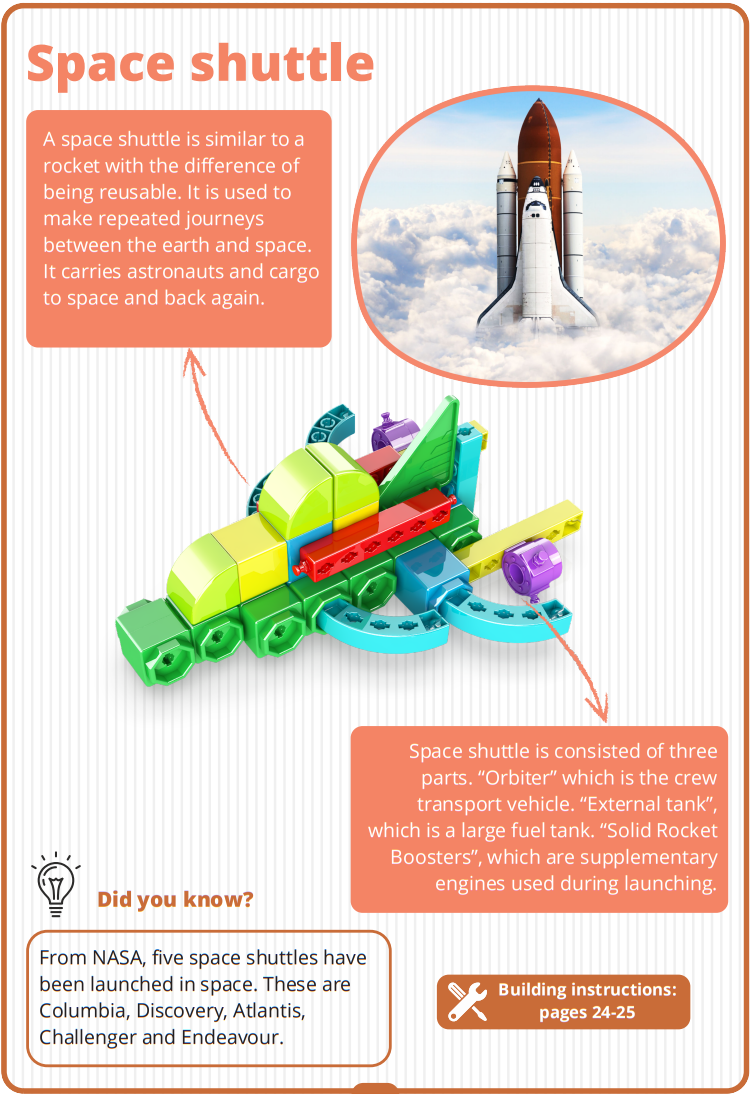 Space shuttle
A space shuttle is similar to a
rocket with the difference of
being reusable. It is used to
make repeated journeys
between the earth and space.
It carries astronauts and cargo
to space and back again.
Space shuttle is consisted of three
parts. “Orbiter” which is the crew
transport vehicle. “External tank”,
which is a large fuel tank. “Solid Rocket
Boosters”, which are supplementary
engines used during launching.
Did you know?
From NASA, five space shuttles have
been launched in space. These are
Columbia, Discovery, Atlantis,
Challenger and Endeavour.
Building instructions:
pages 24-25